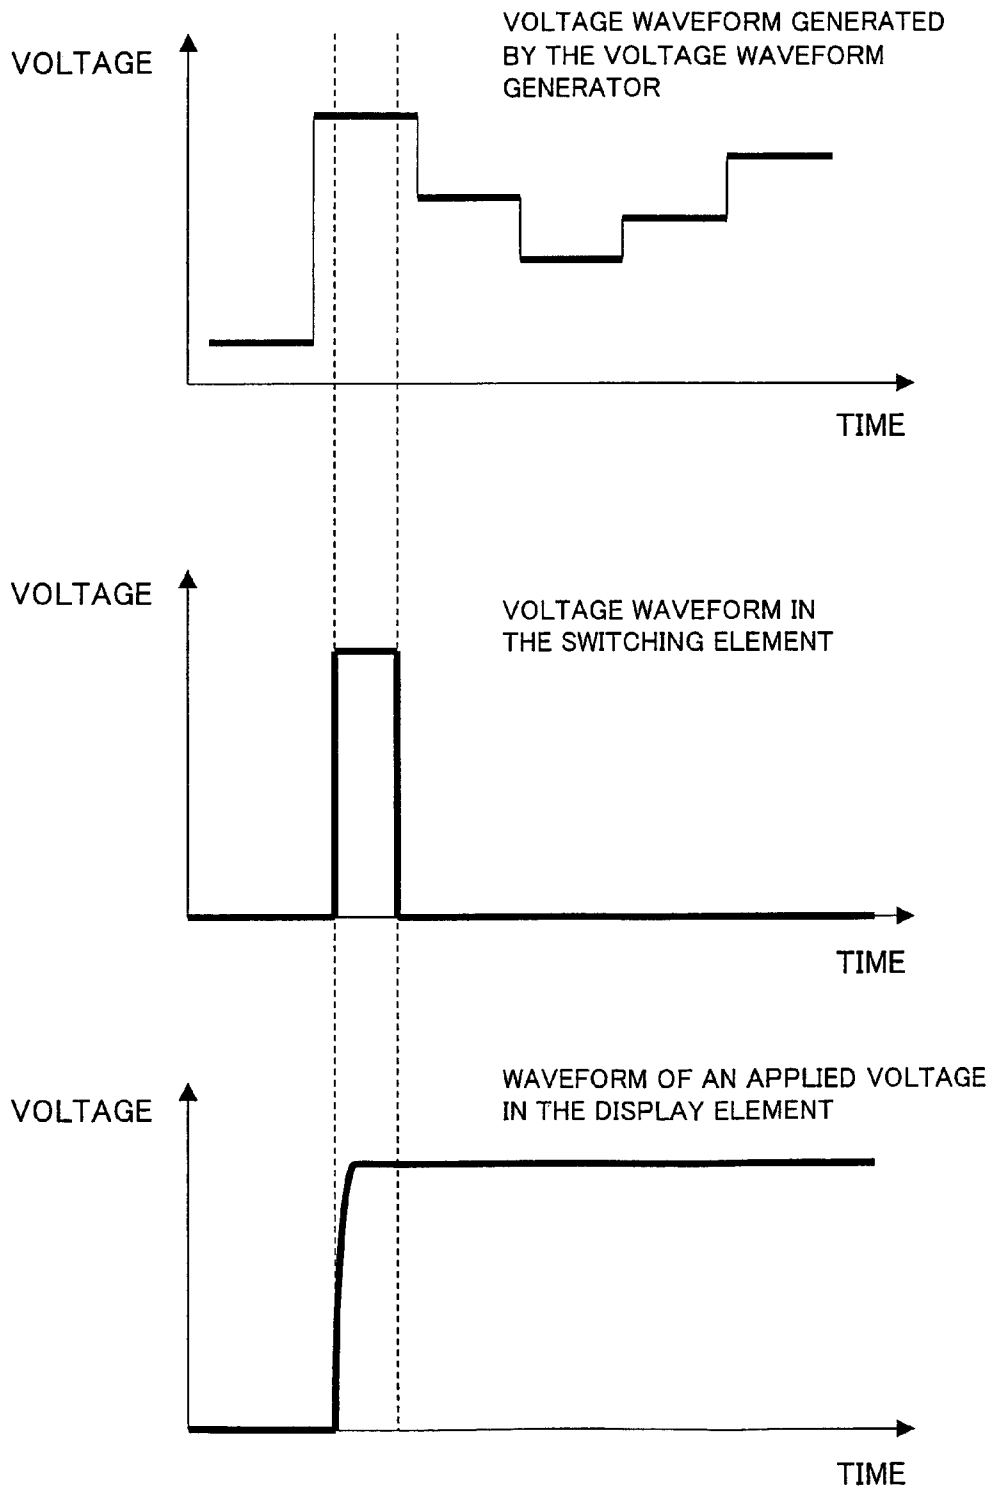 VOLTAGE WAVEFORM GENERATED
BY THE VOLTAGE WAVEFORM
GENERATOR
VOLTAGE
TIME
VOLTAGE
VOLTAGE WAVEFORM IN
THE SWITCHING ELEMENT
TIME
WAVEFORM OF AN APPLIED VOLTAGE
IN THE DISPLAY ELEMENT
VOLTAGE
TIME